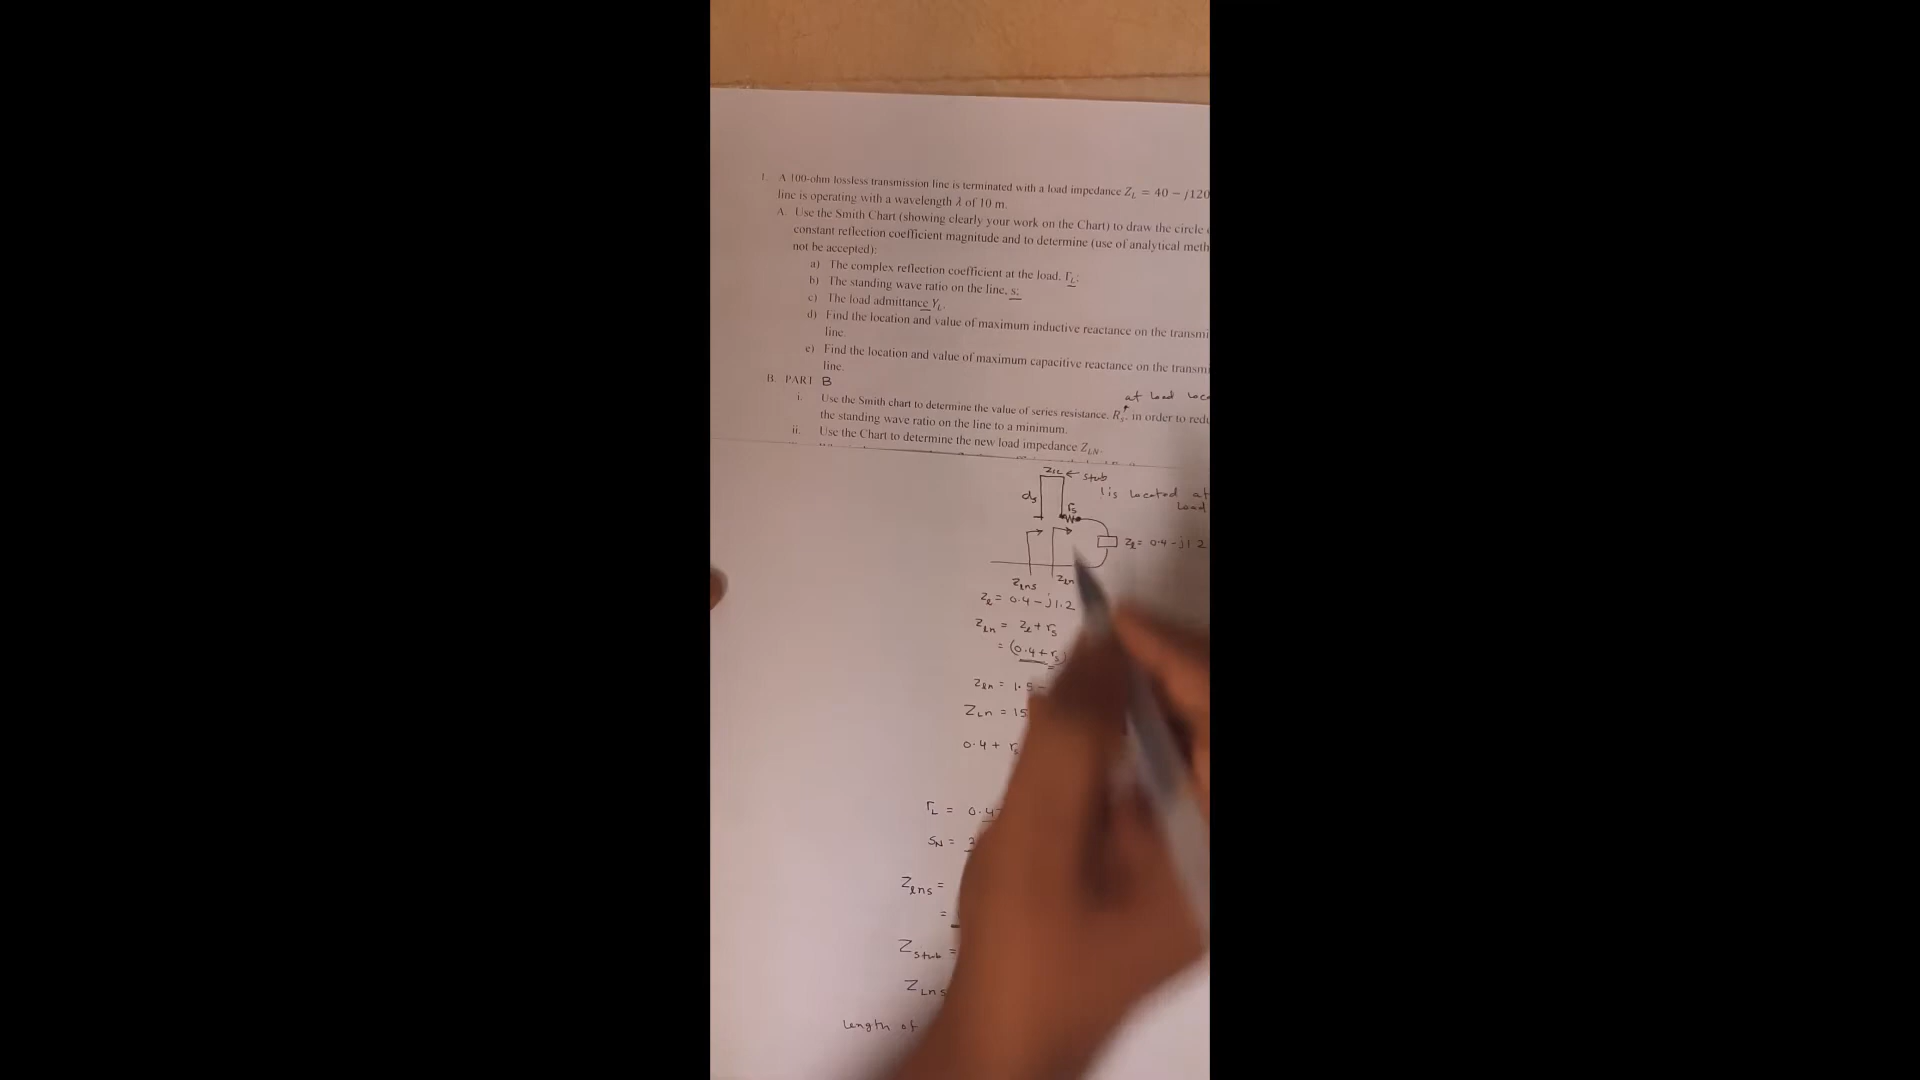 1. A 100-ohm lossless transmission line is terminated with a load impedance Z_L = 40 − j120
line is operating with a wavelength λ of 10 m.
A. Use the Smith Chart (showing clearly your work on the Chart) to draw the circle
constant reflection coefficient magnitude and to determine (use of analytical meth
not be accepted):
a) The complex reflection coefficient at the load, Γ_L:
b) The standing wave ratio on the line, s;
c) The load admittance Y_L.
d) Find the location and value of maximum inductive reactance on the transmi
line.
e) Find the location and value of maximum capacitive reactance on the transm
line.
B. PART B
at load loc
i. Use the Smith chart to determine the value of series resistance, R_s, in order to redu
the standing wave ratio on the line to a minimum.
ii. Use the Chart to determine the new load impedance Z_LN.
← stub
is located at
load
d_s
r_s
Z_l = 0.4 - j1.2
Z_lns
Z_ln
Z_l = 0.4 - j1.2
Z_ln = Z_l + r_s
= (0.4 + r_s)
Z_ln = 1.5 -
Z_Ln = 15
0.4 + r_s
Γ_L = 0.4
S_N =
Z_lns =
=
Z_stub =
Z_Lns
length of